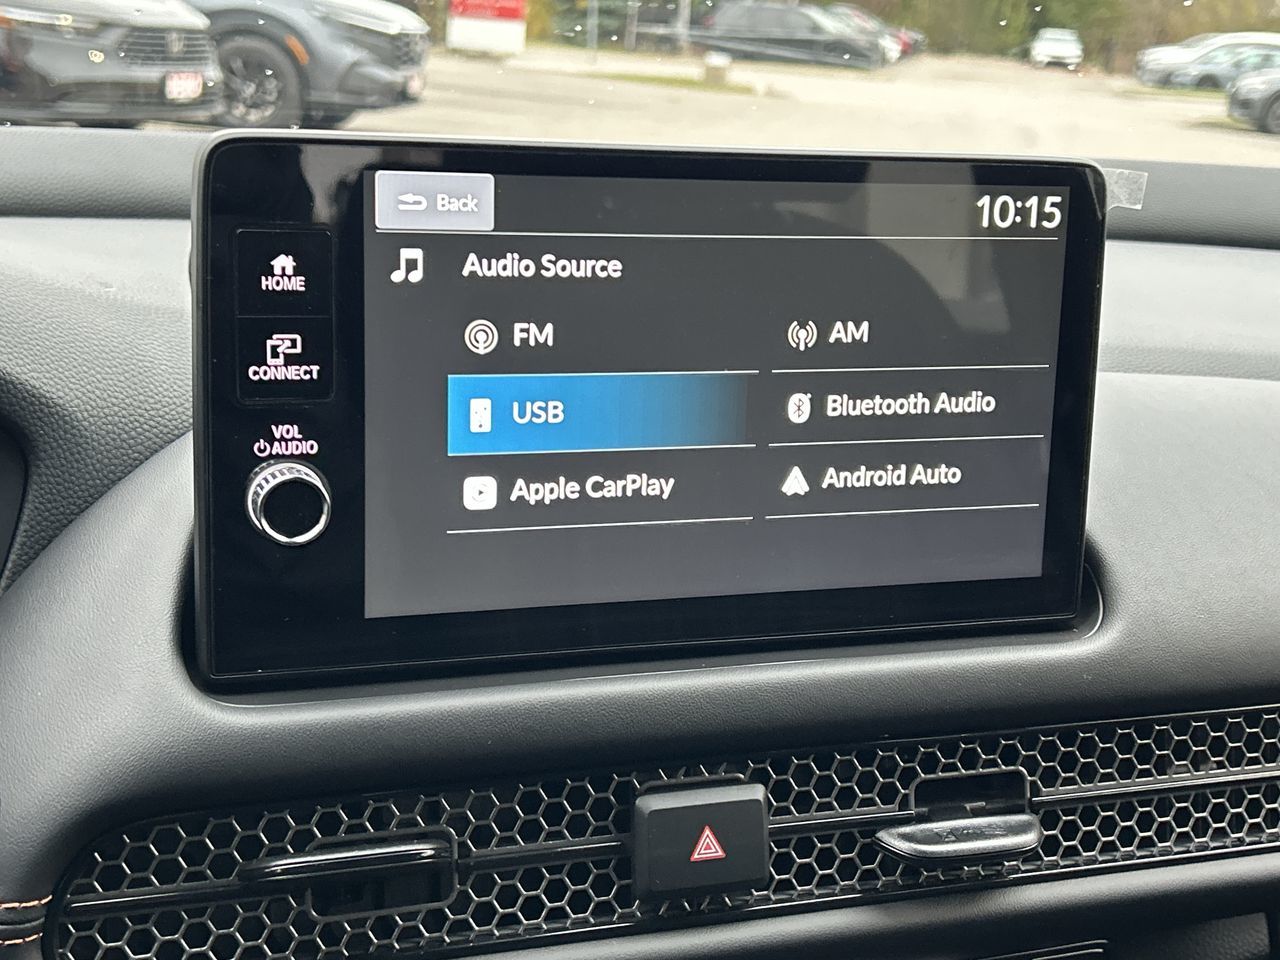 Back
10:15
HOME
Audio Source
FM
AM
CONNECT
USB
Bluetooth Audio
VOL
AUDIO
Apple CarPlay
Android Auto